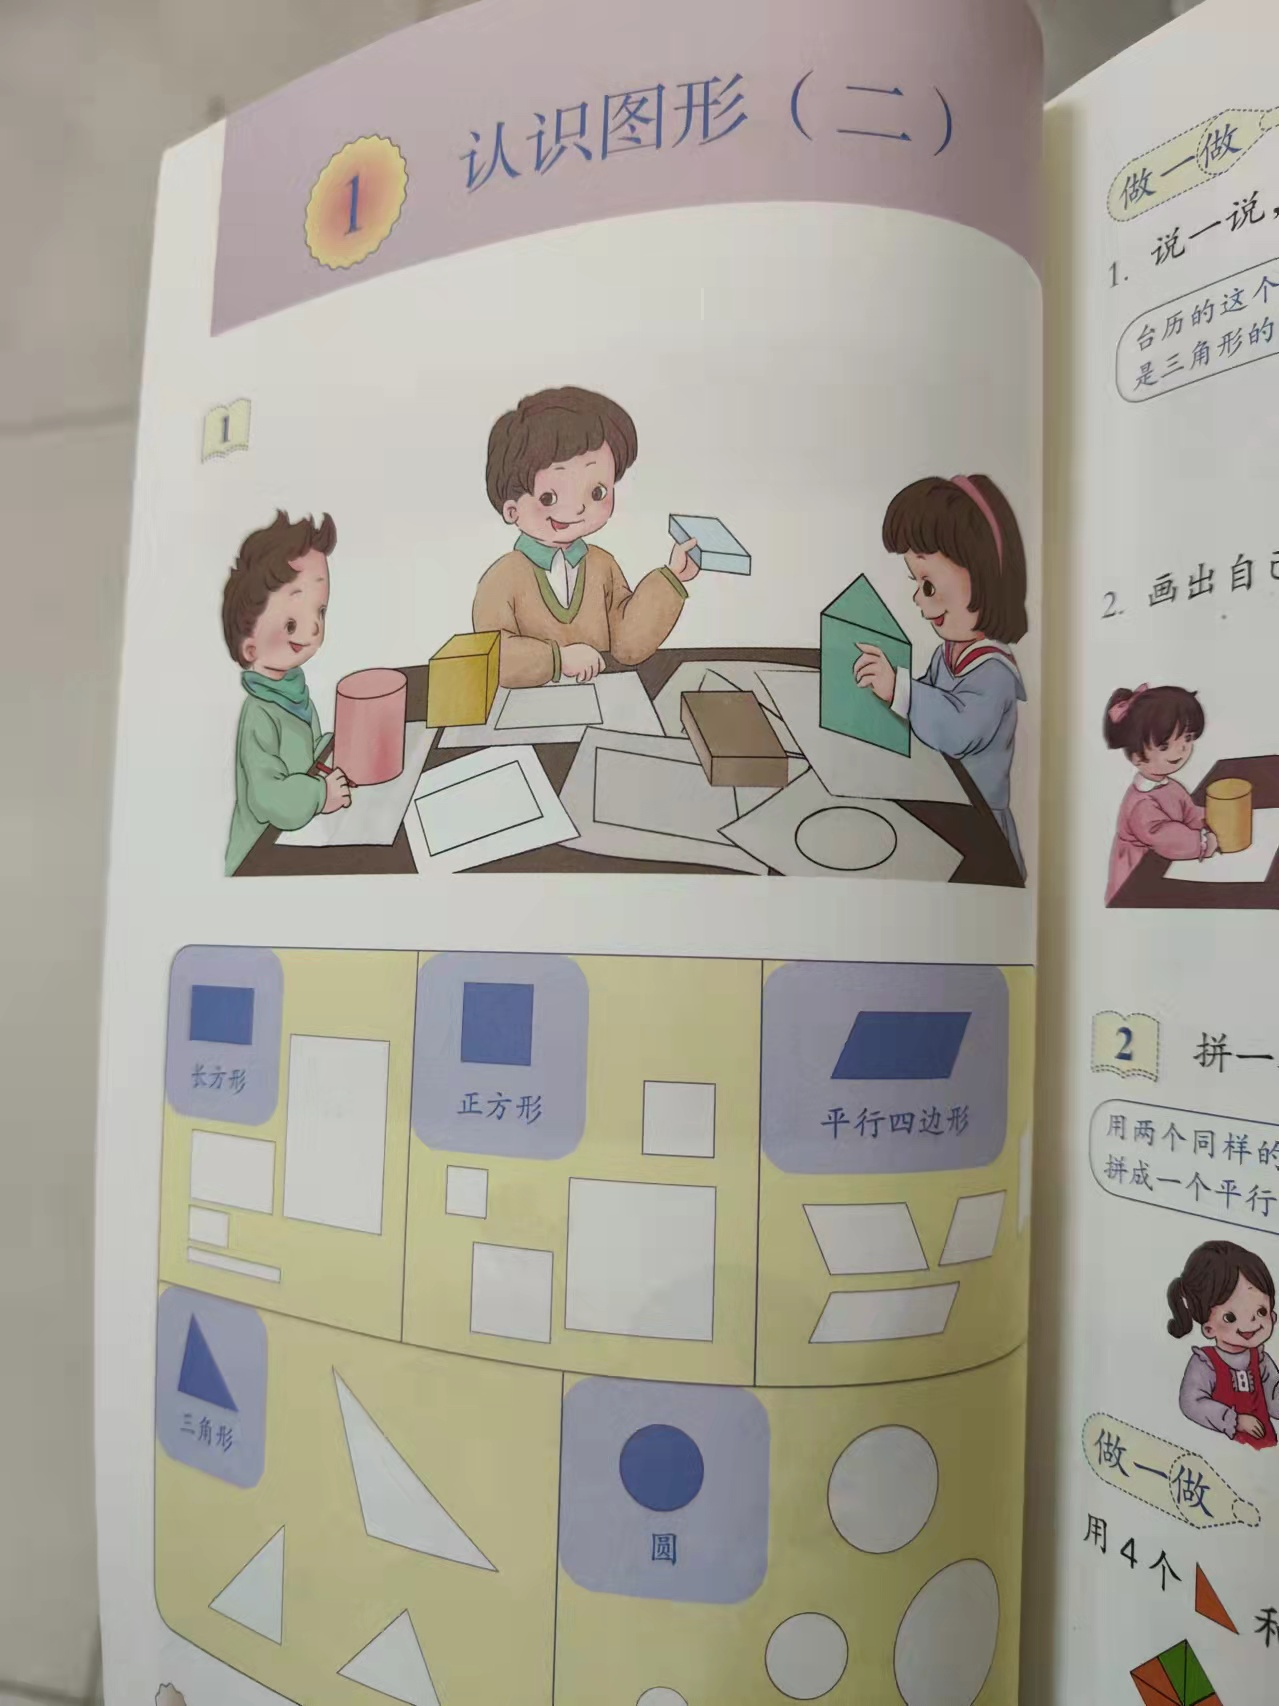 1 认识图形（二）
1
长方形
正方形
平行四边形
三角形
圆
做一做
1. 说一说，
台历的这个
是三角形的
2. 画出自己
2 拼一
用两个同样的
拼成一个平行
做一做
用4个